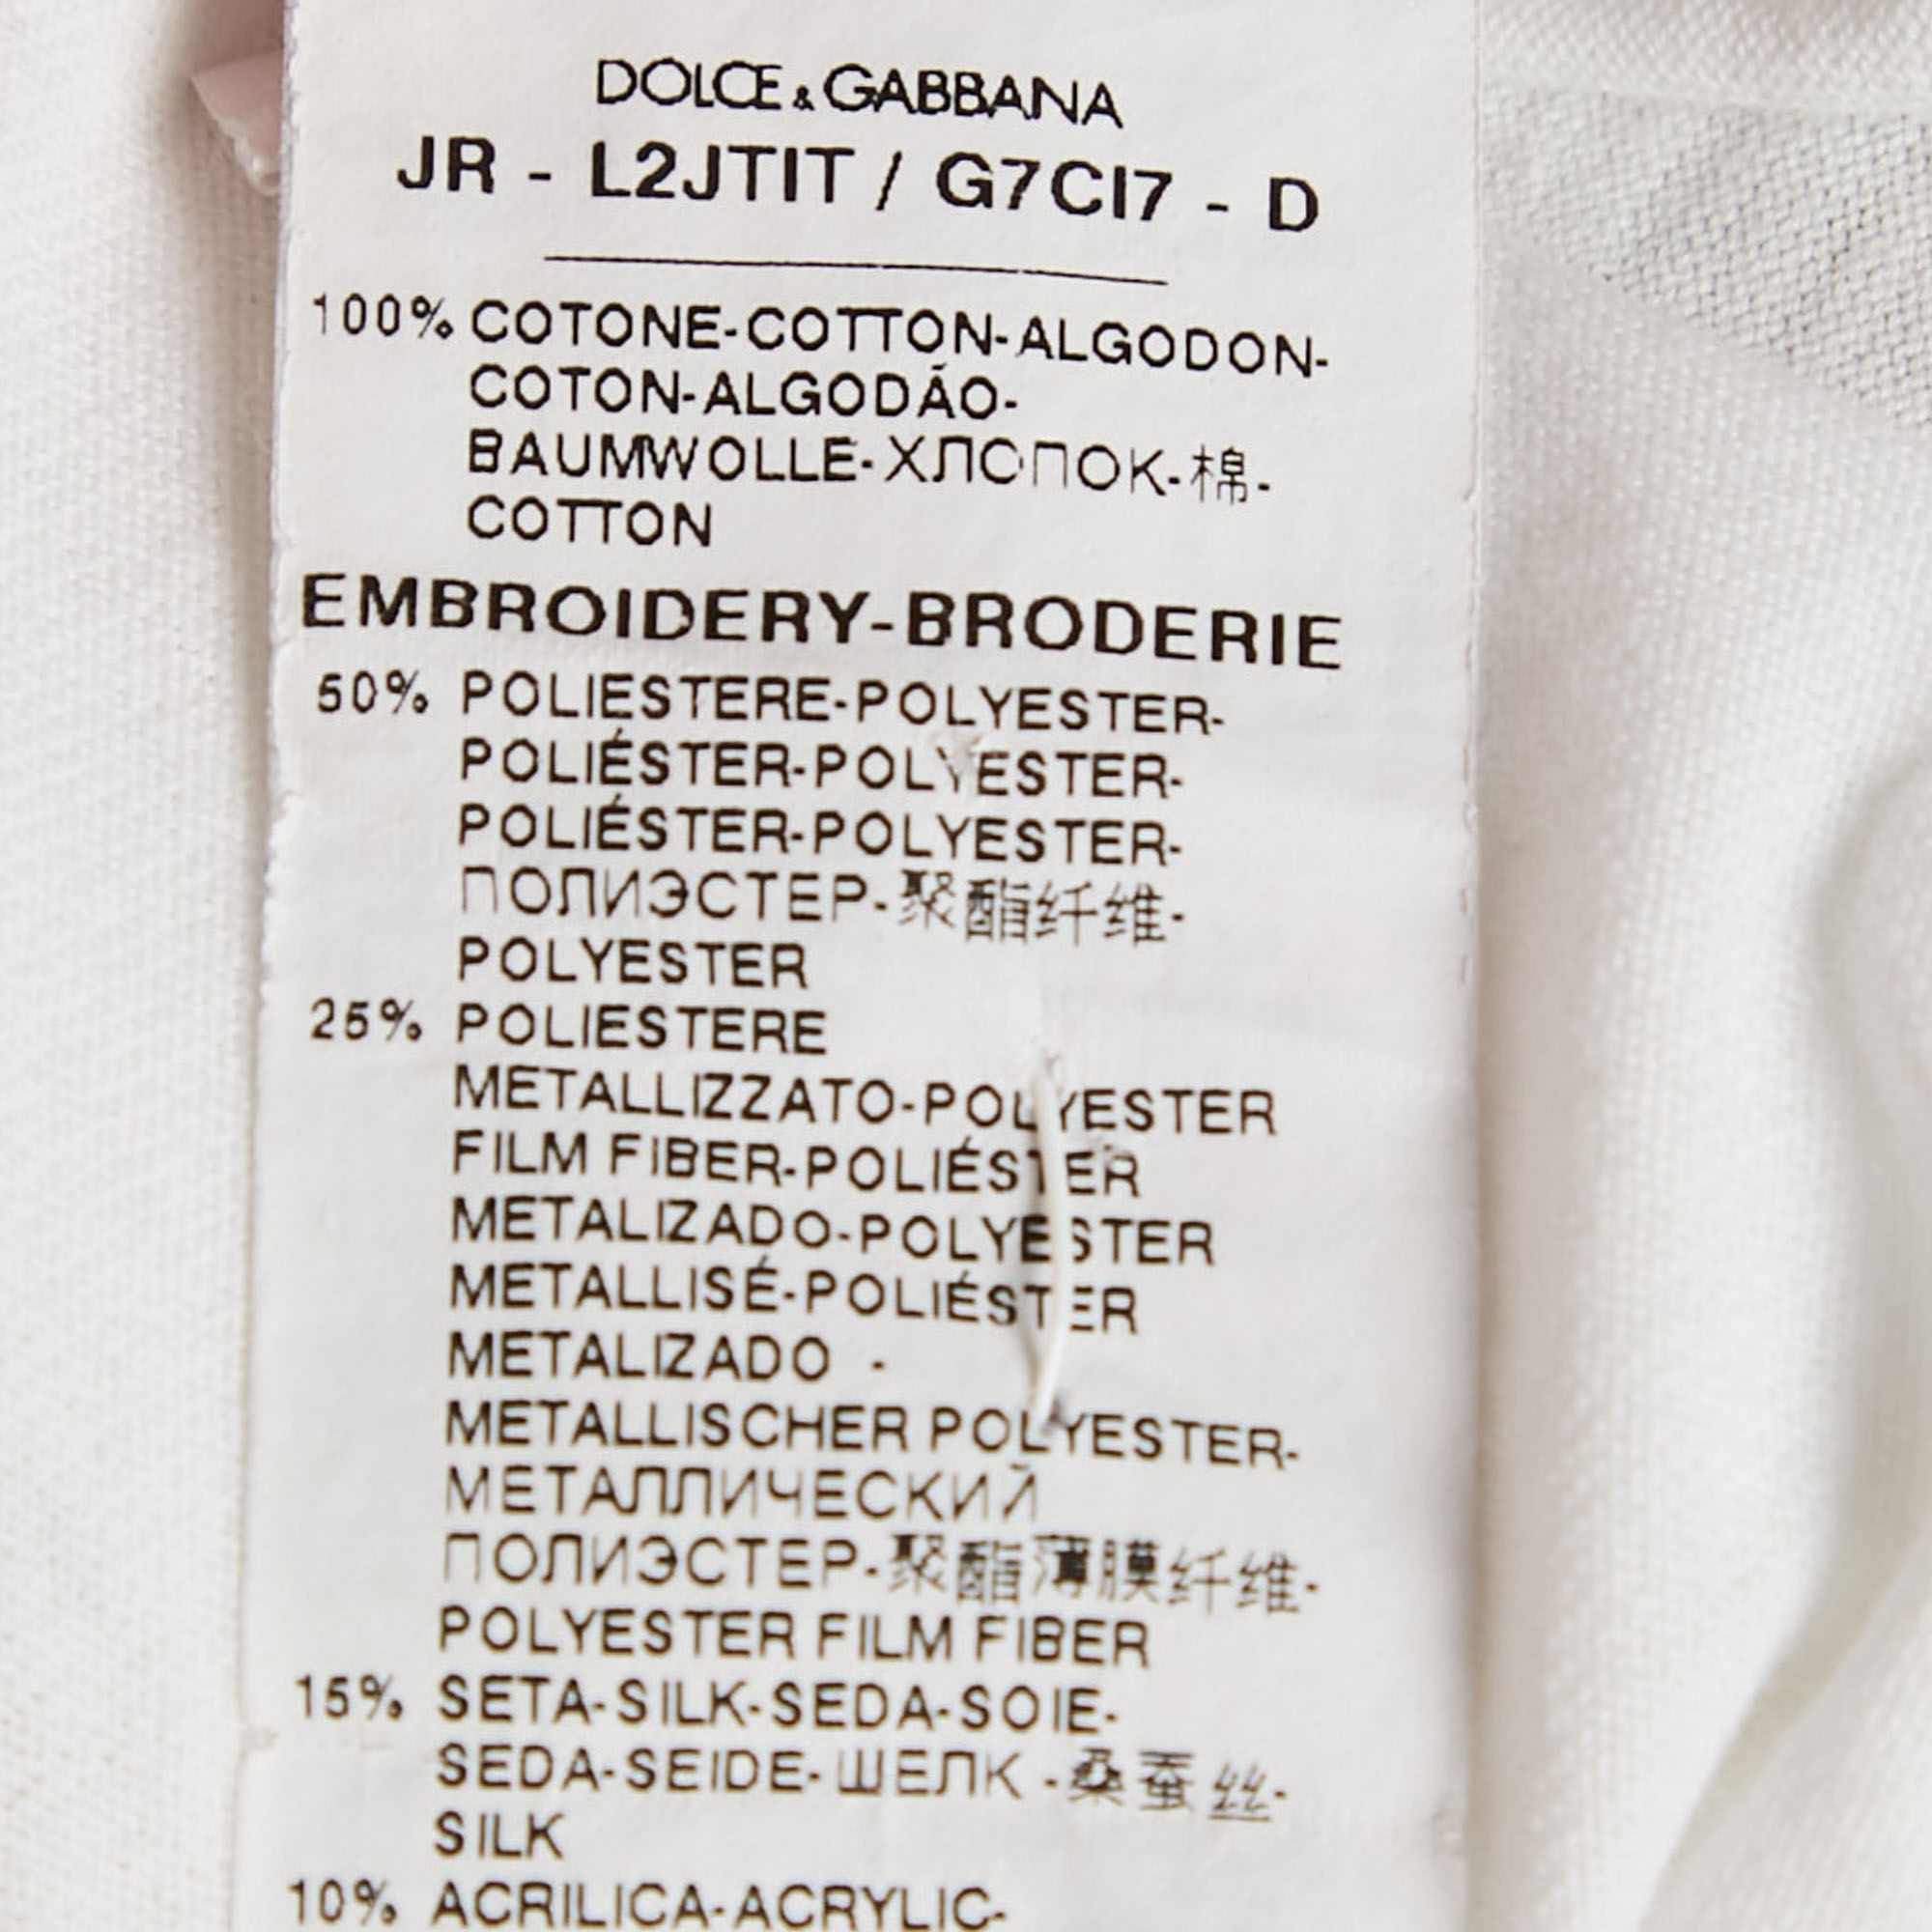 DOLCE & GABBANA
JR - L2JTIT / G7CI7 - D
100% COTONE-COTTON-ALGODON-
COTON-ALGODÃO-
BAUMWOLLE-ХЛОПОК-棉-
COTTON
EMBROIDERY-BRODERIE
50% POLIESTERE-POLYESTER-
POLIÉSTER-POLYESTER-
POLIÉSTER-POLYESTER-
ПОЛИЭСТЕР-聚酯纤维-
POLYESTER
25% POLIESTERE
METALLIZZATO-POLYESTER
FILM FIBER-POLIÉSTER
METALIZADO-POLYESTER
METALLISÉ-POLIÉSTER
METALIZADO -
METALLISCHER POLYESTER-
МЕТАЛЛИЧЕСКИЙ
ПОЛИЭСТЕР-聚酯薄膜纤维-
POLYESTER FILM FIBER
15% SETA-SILK-SEDA-SOIE-
SEDA-SEIDE-ШЕЛК -桑蚕丝-
SILK
10% ACRILICA-ACRYLIC-